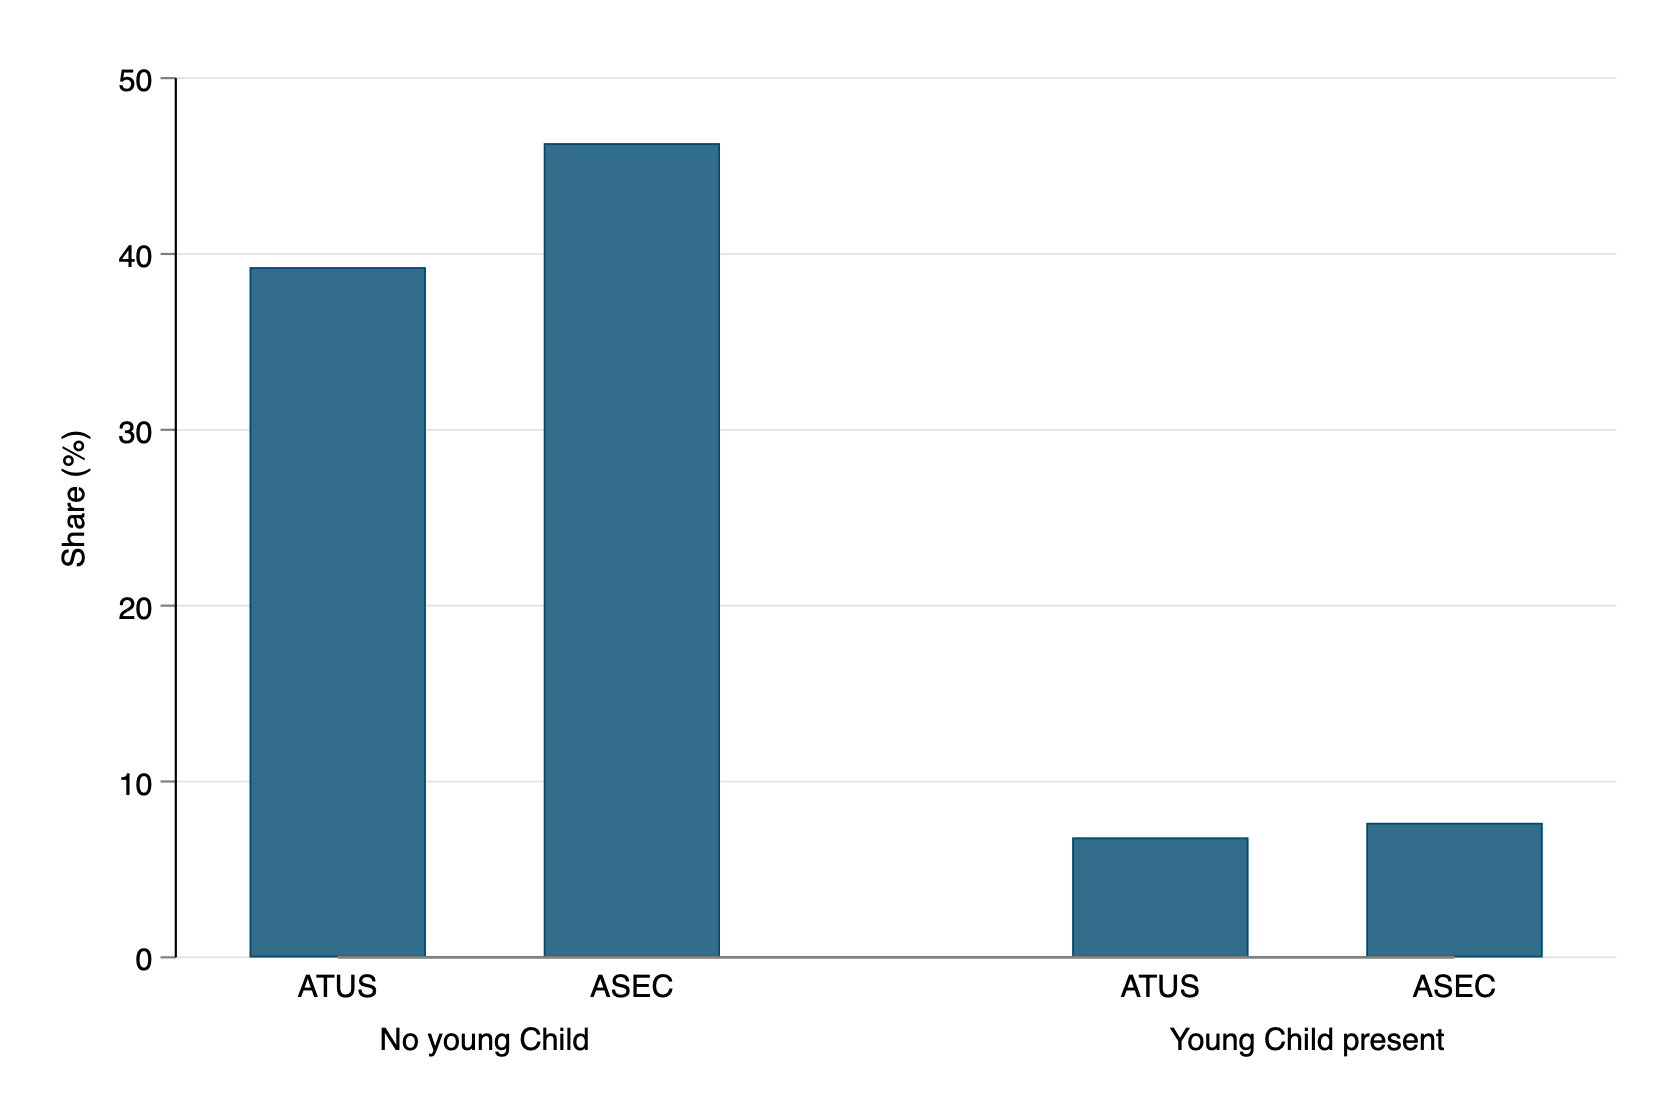 50
40
30
20
10
0
Share (%)
ATUS
ASEC
ATUS
ASEC
No young Child
Young Child present